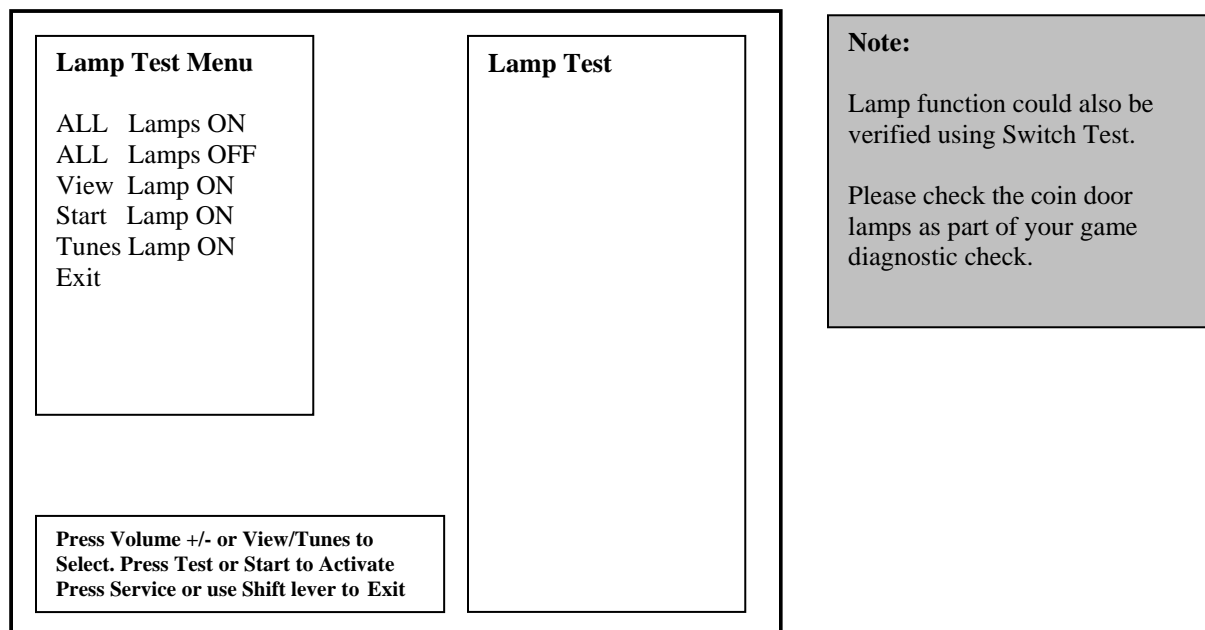 Lamp Test Menu
ALL Lamps ON
ALL Lamps OFF
View Lamp ON
Start Lamp ON
Tunes Lamp ON
Exit
Press Volume +/- or View/Tunes to
Select. Press Test or Start to Activate
Press Service or use Shift lever to Exit
Lamp Test
Note:
Lamp function could also be
verified using Switch Test.
Please check the coin door
lamps as part of your game
diagnostic check.